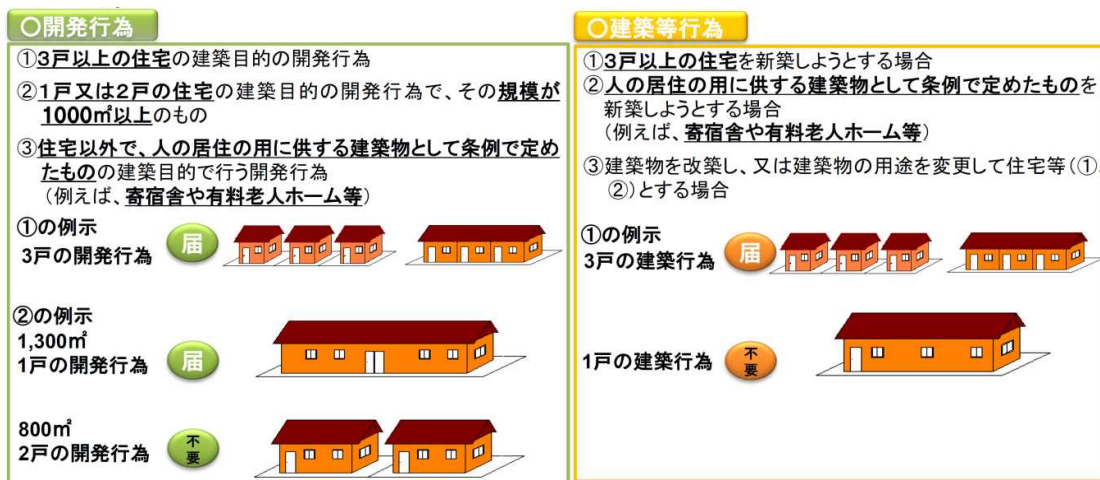 ○開発行為
①3戸以上の住宅の建築目的の開発行為
②1戸又は2戸の住宅の建築目的の開発行為で、その規模が
1000㎡以上のもの
③住宅以外で、人の居住の用に供する建築物として条例で定め
たものの建築目的で行う開発行為
(例えば、寄宿舎や有料老人ホーム等)
①の例示
3戸の開発行為
届
②の例示
1,300㎡
1戸の開発行為
届
800㎡
2戸の開発行為
不
要
○建築等行為
①3戸以上の住宅を新築しようとする場合
②人の居住の用に供する建築物として条例で定めたものを
新築しようとする場合
(例えば、寄宿舎や有料老人ホーム等)
③建築物を改築し、又は建築物の用途を変更して住宅等(①、
②)とする場合
①の例示
3戸の建築行為
届
1戸の建築行為
不
要